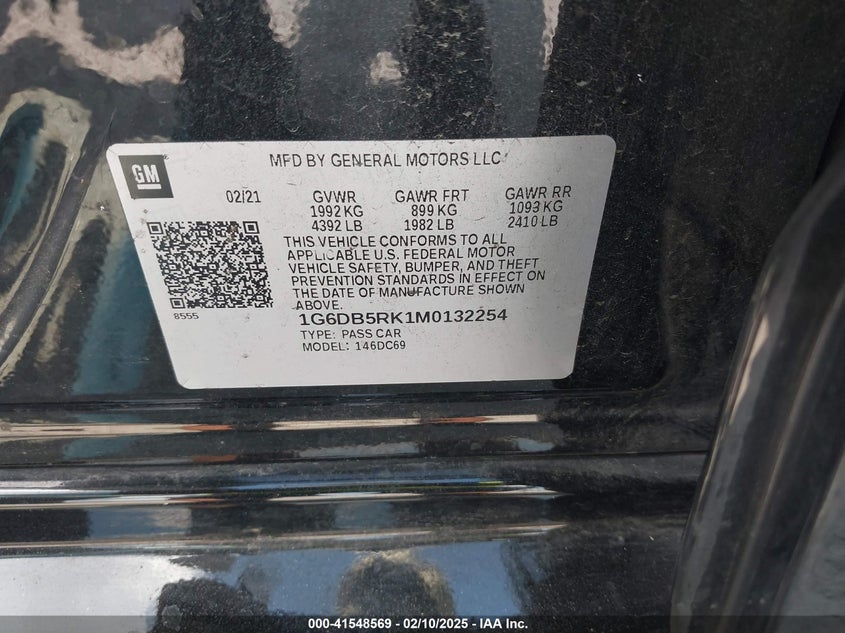 GM
MFD BY GENERAL MOTORS LLC
02/21 GVWR GAWR FRT GAWR RR
1992 KG 899 KG 1093 KG
4392 LB 1982 LB 2410 LB
THIS VEHICLE CONFORMS TO ALL
APPLICABLE U.S. FEDERAL MOTOR
VEHICLE SAFETY, BUMPER, AND THEFT
PREVENTION STANDARDS IN EFFECT ON
THE DATE OF MANUFACTURE SHOWN
ABOVE.
8555
1G6DB5RK1M0132254
TYPE: PASS CAR
MODEL: 146DC69
000-41548569 / 02/10/2025 - IAA Inc.